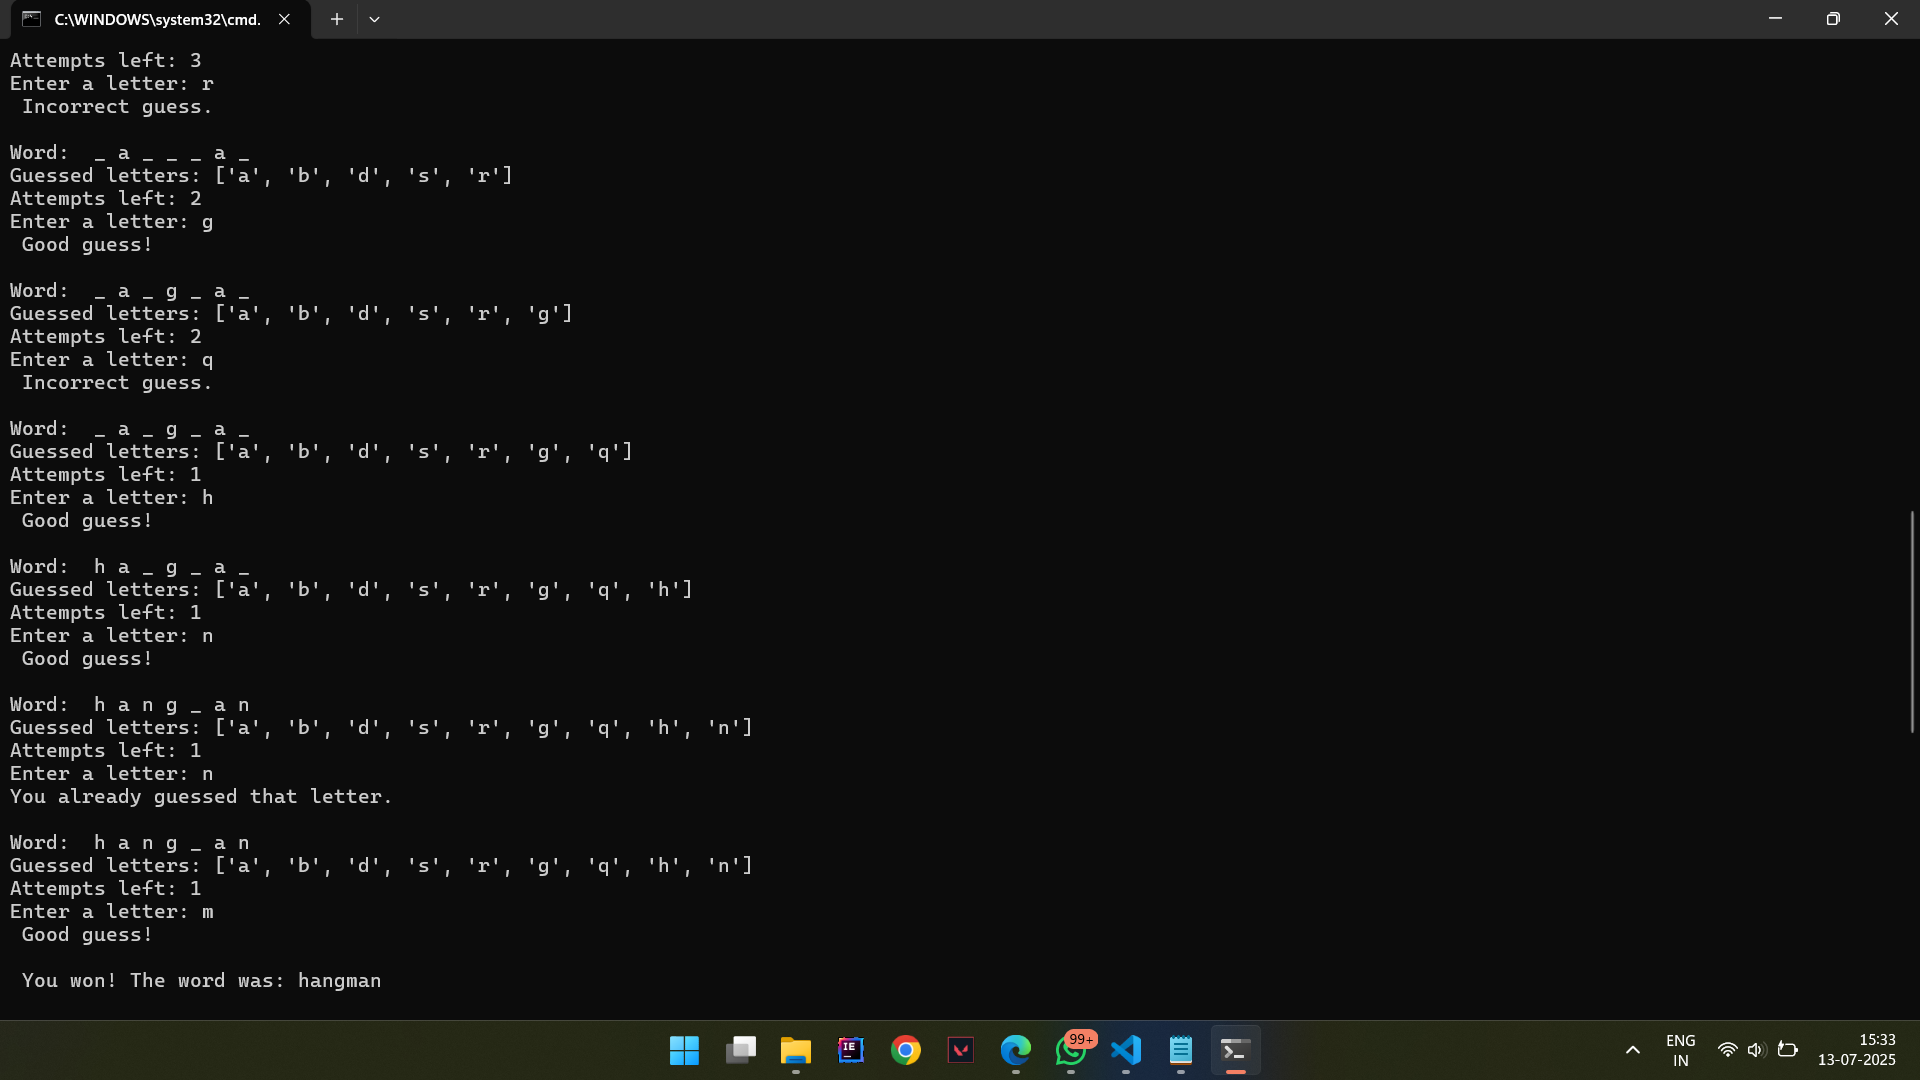 C:\WINDOWS\system32\cmd.
Attempts left: 3
Enter a letter: r
 Incorrect guess.

Word:  _ a _ _ _ a _
Guessed letters: ['a', 'b', 'd', 's', 'r']
Attempts left: 2
Enter a letter: g
 Good guess!

Word:  _ a _ g _ a _
Guessed letters: ['a', 'b', 'd', 's', 'r', 'g']
Attempts left: 2
Enter a letter: q
 Incorrect guess.

Word:  _ a _ g _ a _
Guessed letters: ['a', 'b', 'd', 's', 'r', 'g', 'q']
Attempts left: 1
Enter a letter: h
 Good guess!

Word:  h a _ g _ a _
Guessed letters: ['a', 'b', 'd', 's', 'r', 'g', 'q', 'h']
Attempts left: 1
Enter a letter: n
 Good guess!

Word:  h a n g _ a n
Guessed letters: ['a', 'b', 'd', 's', 'r', 'g', 'q', 'h', 'n']
Attempts left: 1
Enter a letter: n
You already guessed that letter.

Word:  h a n g _ a n
Guessed letters: ['a', 'b', 'd', 's', 'r', 'g', 'q', 'h', 'n']
Attempts left: 1
Enter a letter: m
 Good guess!

 You won! The word was: hangman
IE
99+
ENG
IN
15:33
13-07-2025